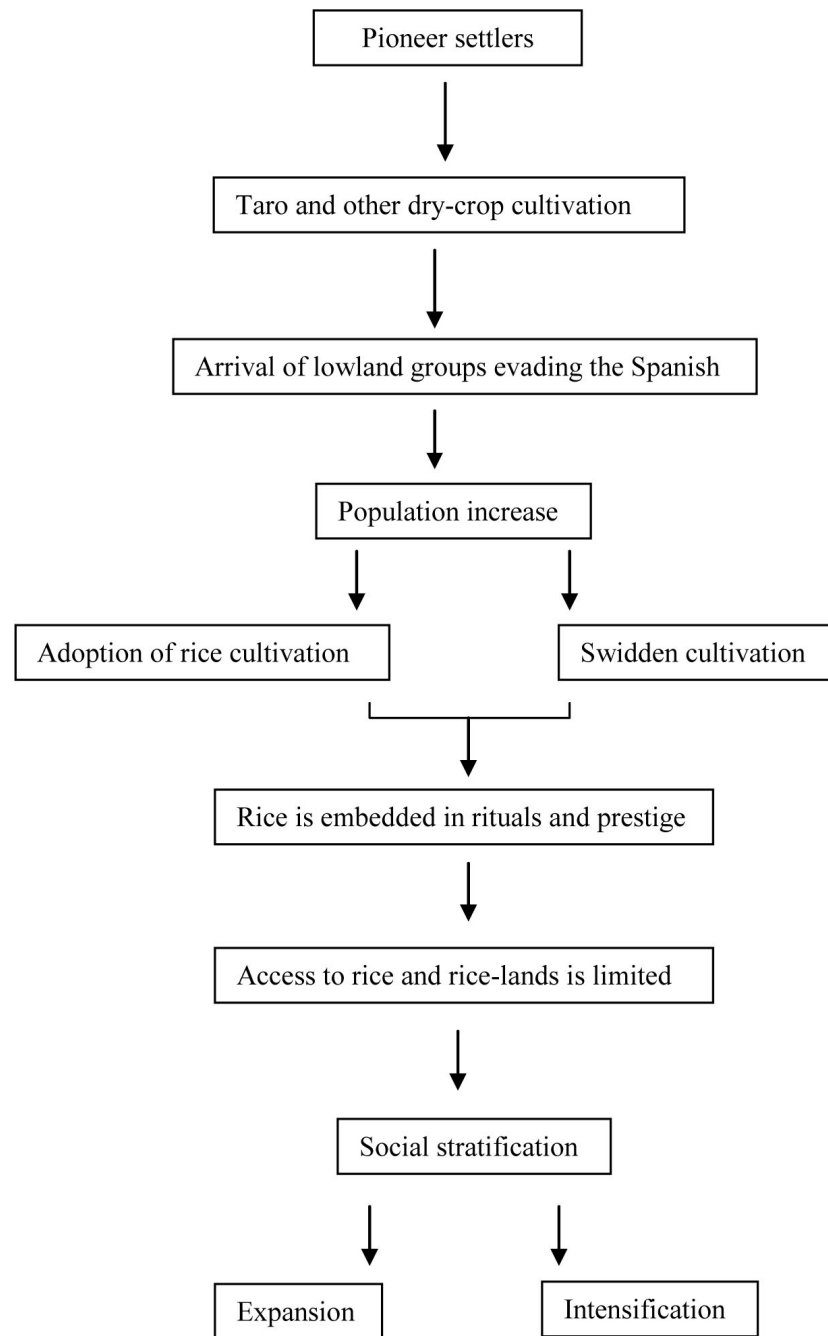 Pioneer settlers
Taro and other dry-crop cultivation
Arrival of lowland groups evading the Spanish
Population increase
Adoption of rice cultivation
Swidden cultivation
Rice is embedded in rituals and prestige
Access to rice and rice-lands is limited
Social stratification
Expansion
Intensification